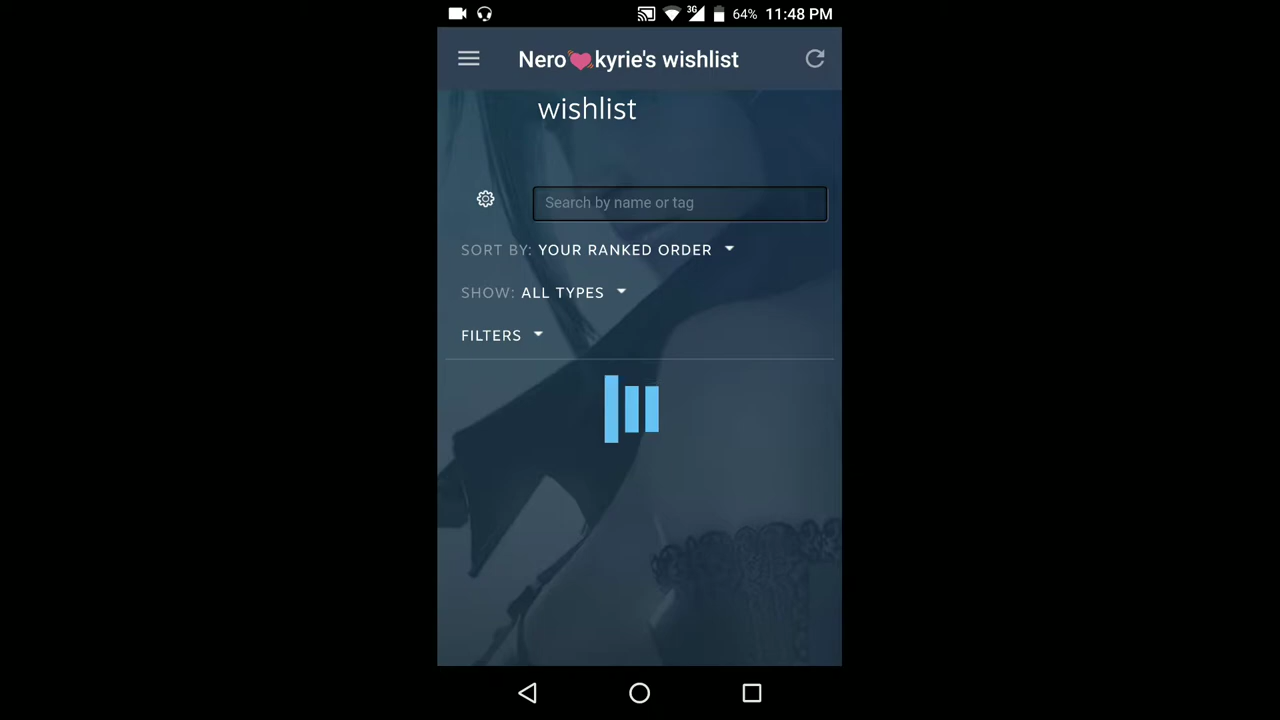 3G 64% 11:48 PM
Nero💓kyrie's wishlist
wishlist
Search by name or tag
SORT BY: YOUR RANKED ORDER
SHOW: ALL TYPES
FILTERS